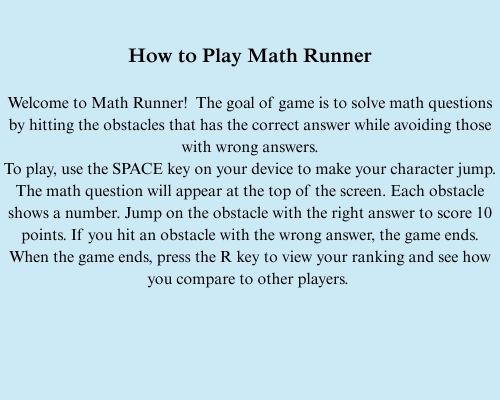 How to Play Math Runner
Welcome to Math Runner!  The goal of game is to solve math questions
by hitting the obstacles that has the correct answer while avoiding those
with wrong answers.
To play, use the SPACE key on your device to make your character jump.
The math question will appear at the top of the screen. Each obstacle
shows a number. Jump on the obstacle with the right answer to score 10
points. If you hit an obstacle with the wrong answer, the game ends.
When the game ends, press the R key to view your ranking and see how
you compare to other players.